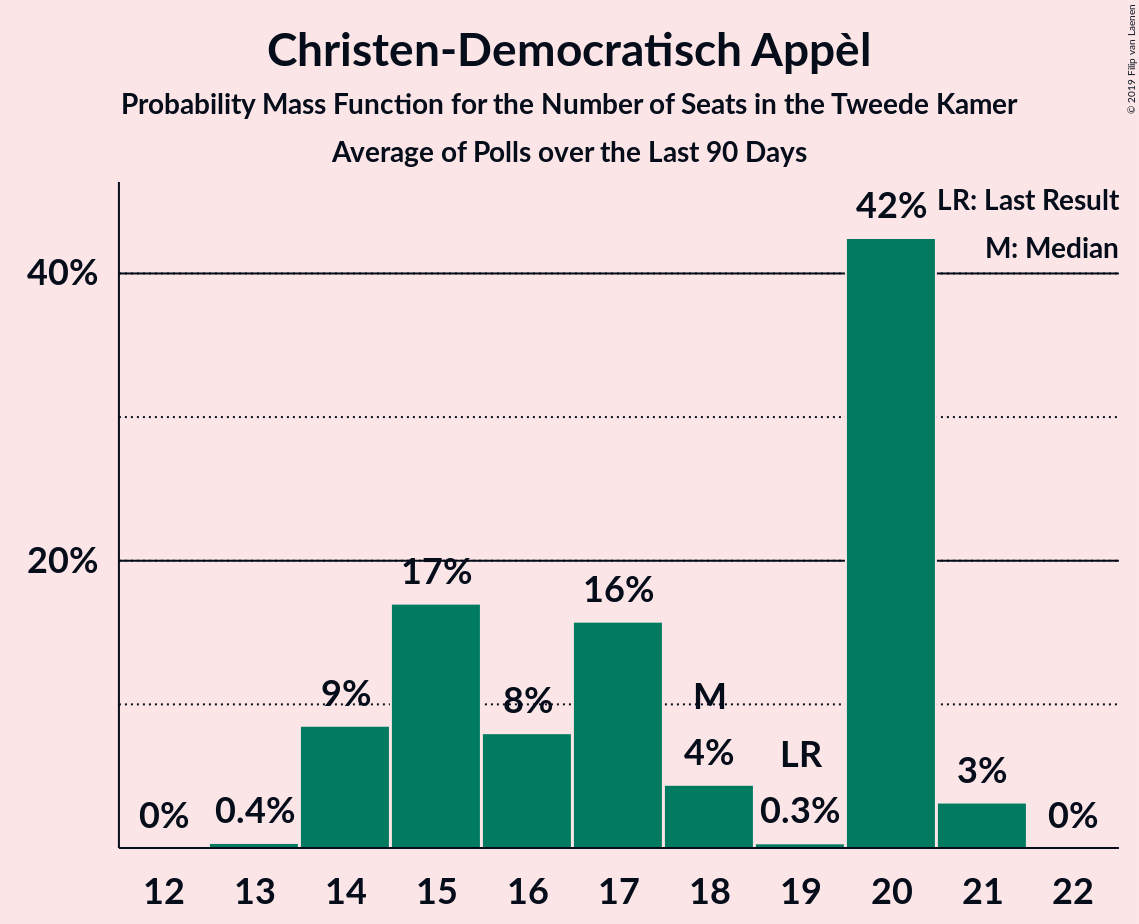 Christen-Democratisch Appèl
Probability Mass Function for the Number of Seats in the Tweede Kamer
Average of Polls over the Last 90 Days
© 2019 Filip van Laenen
LR: Last Result
M: Median
40%
20%
0%
0.4%
9%
17%
8%
16%
M
4%
LR
0.3%
42%
3%
0%
12 13 14 15 16 17 18 19 20 21 22